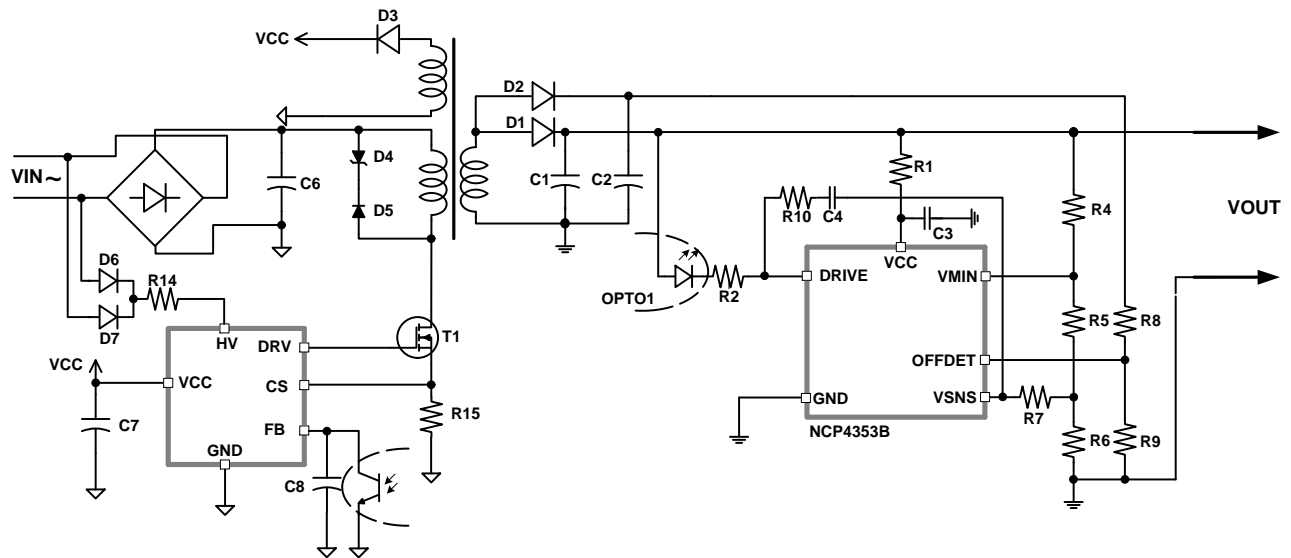 D3
VCC
D2
D1
D4
D5
C6
C1
C2
R1
R4
VIN ~
R10
C4
C3
VOUT
VCC
DRIVE
VMIN
OPTO1
R2
D6
R14
D7
R5
R8
HV
DRV
T1
OFFDET
VCC
VCC
CS
GND
VSNS
R7
R15
C7
FB
NCP4353B
R6
R9
GND
C8